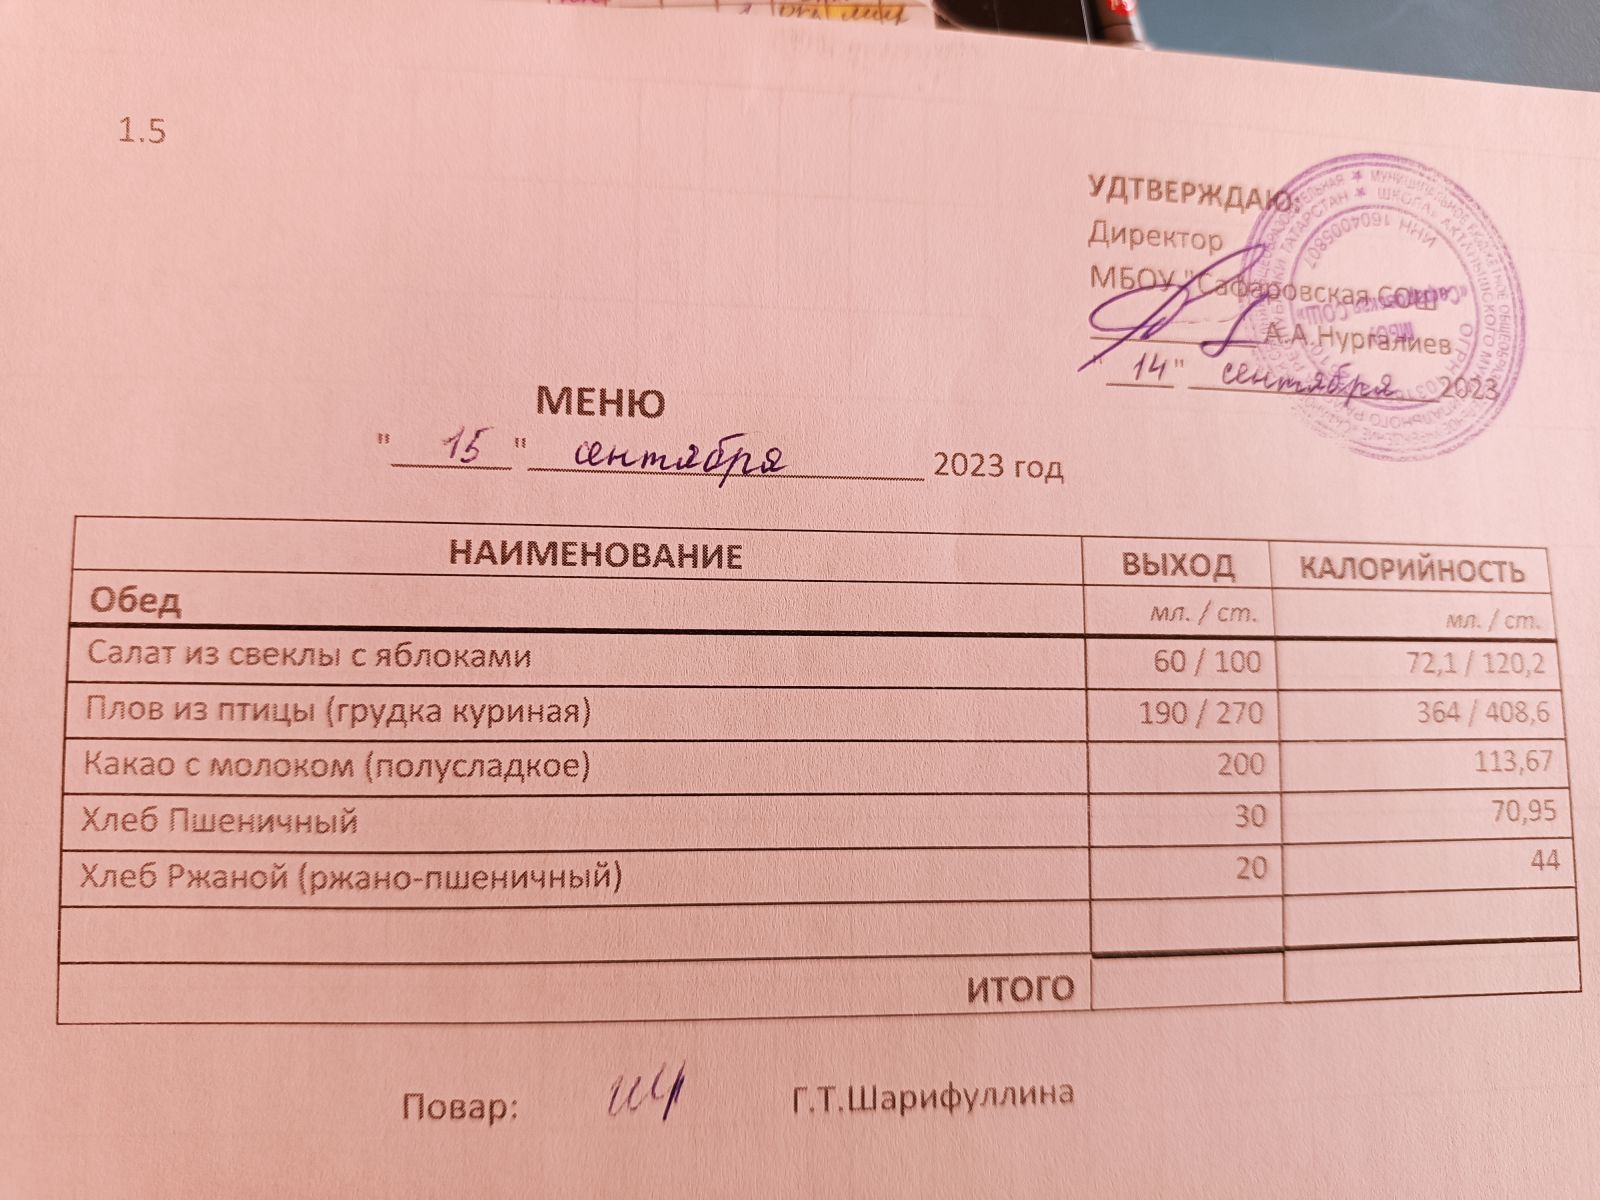 1.5
УДТВЕРЖДАЮ:
Директор
МБОУ "Сафаровская СОШ
А.А.Нургалиев
"14" сентября 2023
МЕНЮ
"15" сентября 2023 год
НАИМЕНОВАНИЕ ВЫХОД КАЛОРИЙНОСТЬ
Обед мл. / ст. мл. / ст.
Салат из свеклы с яблоками 60 / 100 72,1 / 120,2
Плов из птицы (грудка куриная) 190 / 270 364 / 408,6
Какао с молоком (полусладкое) 200 113,67
Хлеб Пшеничный 30 70,95
Хлеб Ржаной (ржано-пшеничный) 20 44
ИТОГО
Повар: Г.Т.Шарифуллина
ИНН 1604005807